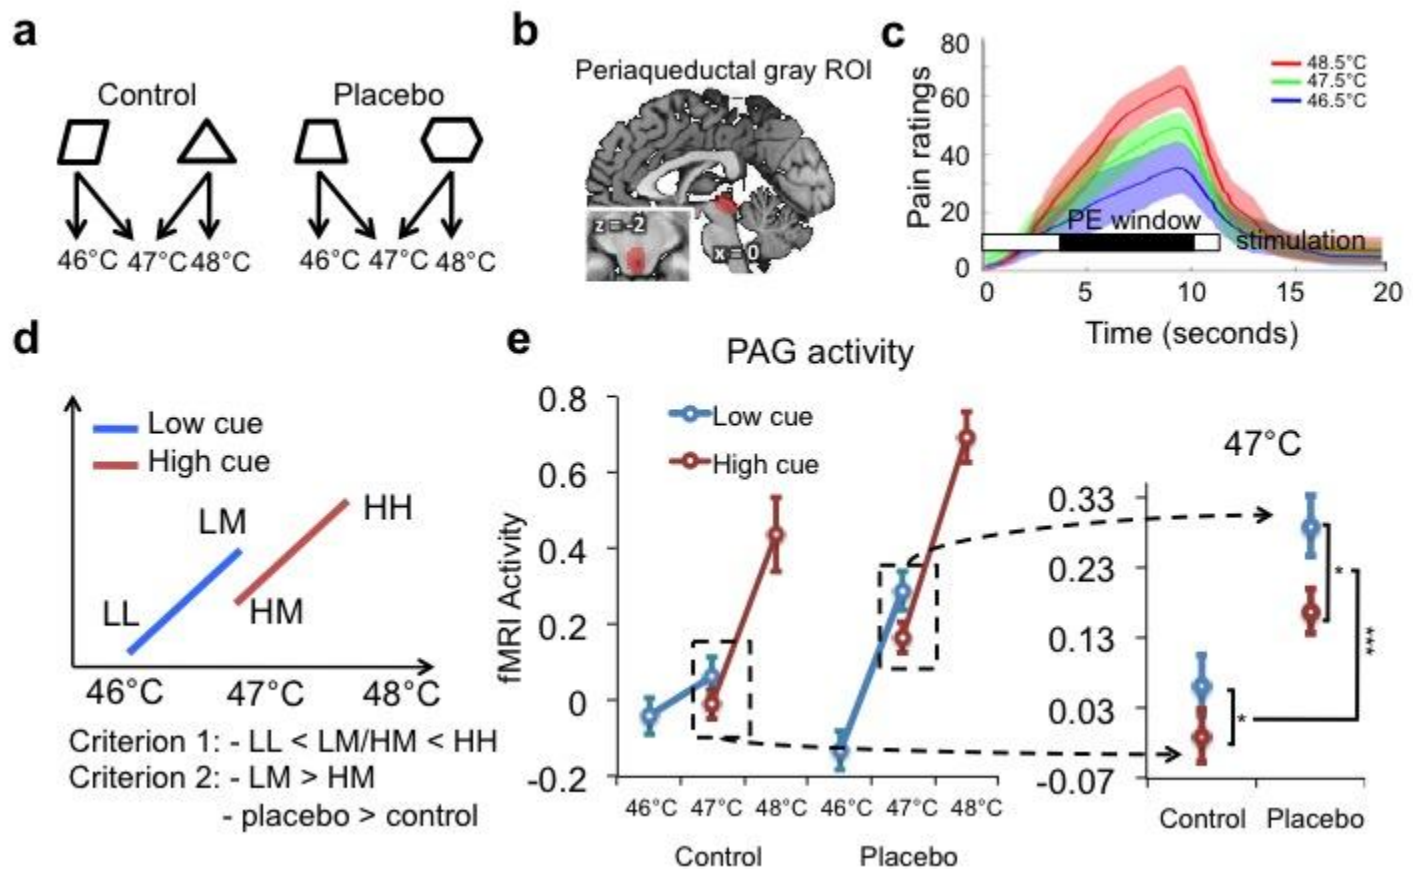 a
Control
Placebo
46°C 47°C 48°C
46°C 47°C 48°C
b
Periaqueductal gray ROI
z = -2
x = 0
c
80
60
40
20
0
Pain ratings
48.5°C
47.5°C
46.5°C
PE window
stimulation
0 5 10 15 20
Time (seconds)
d
Low cue
High cue
LM
HH
LL
HM
46°C 47°C 48°C
Criterion 1: - LL < LM/HM < HH
Criterion 2: - LM > HM
- placebo > control
e
PAG activity
0.8
0.6
0.4
0.2
0
-0.2
fMRI Activity
Low cue
High cue
46°C 47°C 48°C 46°C 47°C 48°C
Control
Placebo
47°C
0.33
0.23
0.13
0.03
-0.07
*
*
***
Control Placebo